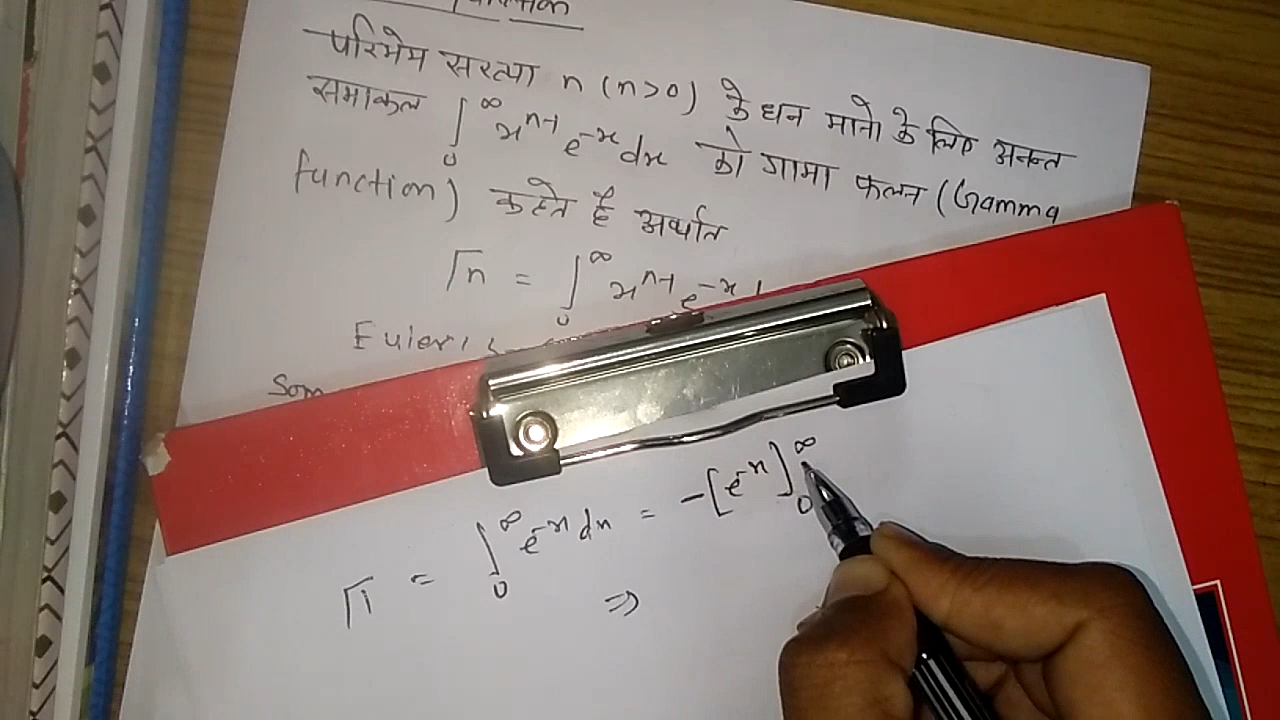 परिमेय सख्या n (n>0) के धन मानो के लिए अनन्त
समाकल ∫₀^∞ x^{n-1} e^{-x} dx को गामा फलन (Gamma
function) कहते है अर्थात
Γn = ∫₀^∞ x^{n-1} e^{-x}
Γ1 = ∫₀^∞ e^{-x} dx = -[e^{-x}]₀^∞
⇒